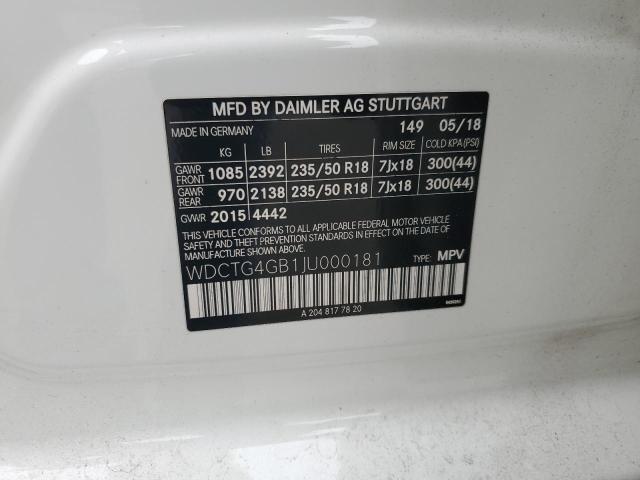 MFD BY DAIMLER AG STUTTGART
MADE IN GERMANY 149 05/18
KG LB TIRES RIM SIZE COLD KPA(PSI)
GAWR FRONT 1085 2392 235/50 R18 7Jx18 300(44)
GAWR REAR 970 2138 235/50 R18 7Jx18 300(44)
GVWR 2015 4442
THIS VEHICLE CONFORMS TO ALL APPLICABLE FEDERAL MOTOR VEHICLE
SAFETY AND THEFT PREVENTION STANDARDS IN EFFECT ON THE DATE OF
MANUFACTURE SHOWN ABOVE.
WDCTG4GB1JU000181 TYPE: MPV
A 204 817 78 20